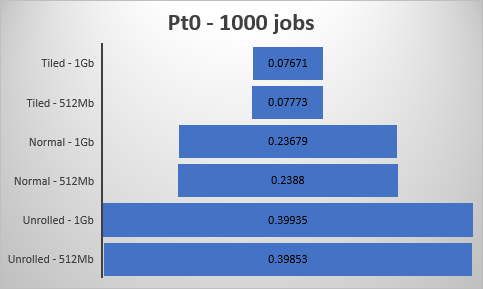 Pt0 - 1000 jobs
Tiled - 1Gb
0.07671
Tiled - 512Mb
0.07773
Normal - 1Gb
0.23679
Normal - 512Mb
0.2388
Unrolled - 1Gb
0.39935
Unrolled - 512Mb
0.39853